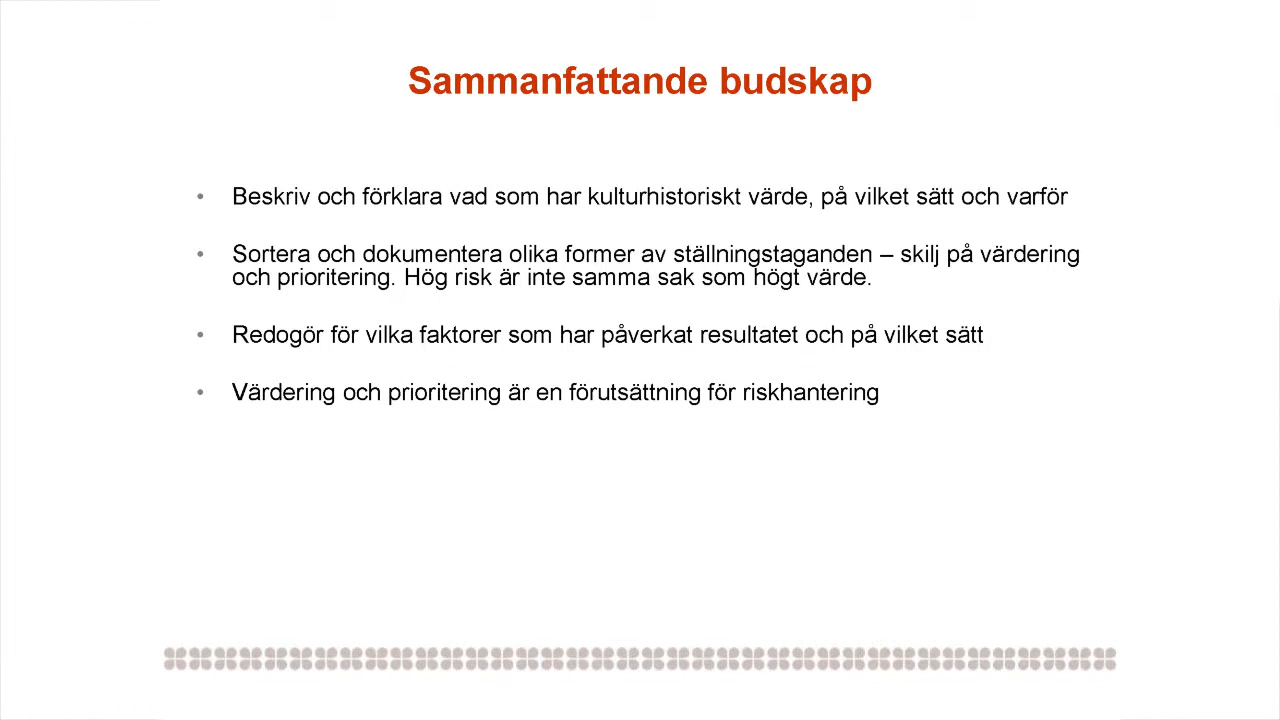 Sammanfattande budskap
• Beskriv och förklara vad som har kulturhistoriskt värde, på vilket sätt och varför
• Sortera och dokumentera olika former av ställningstaganden – skilj på värdering
och prioritering. Hög risk är inte samma sak som högt värde.
• Redogör för vilka faktorer som har påverkat resultatet och på vilket sätt
• Värdering och prioritering är en förutsättning för riskhantering